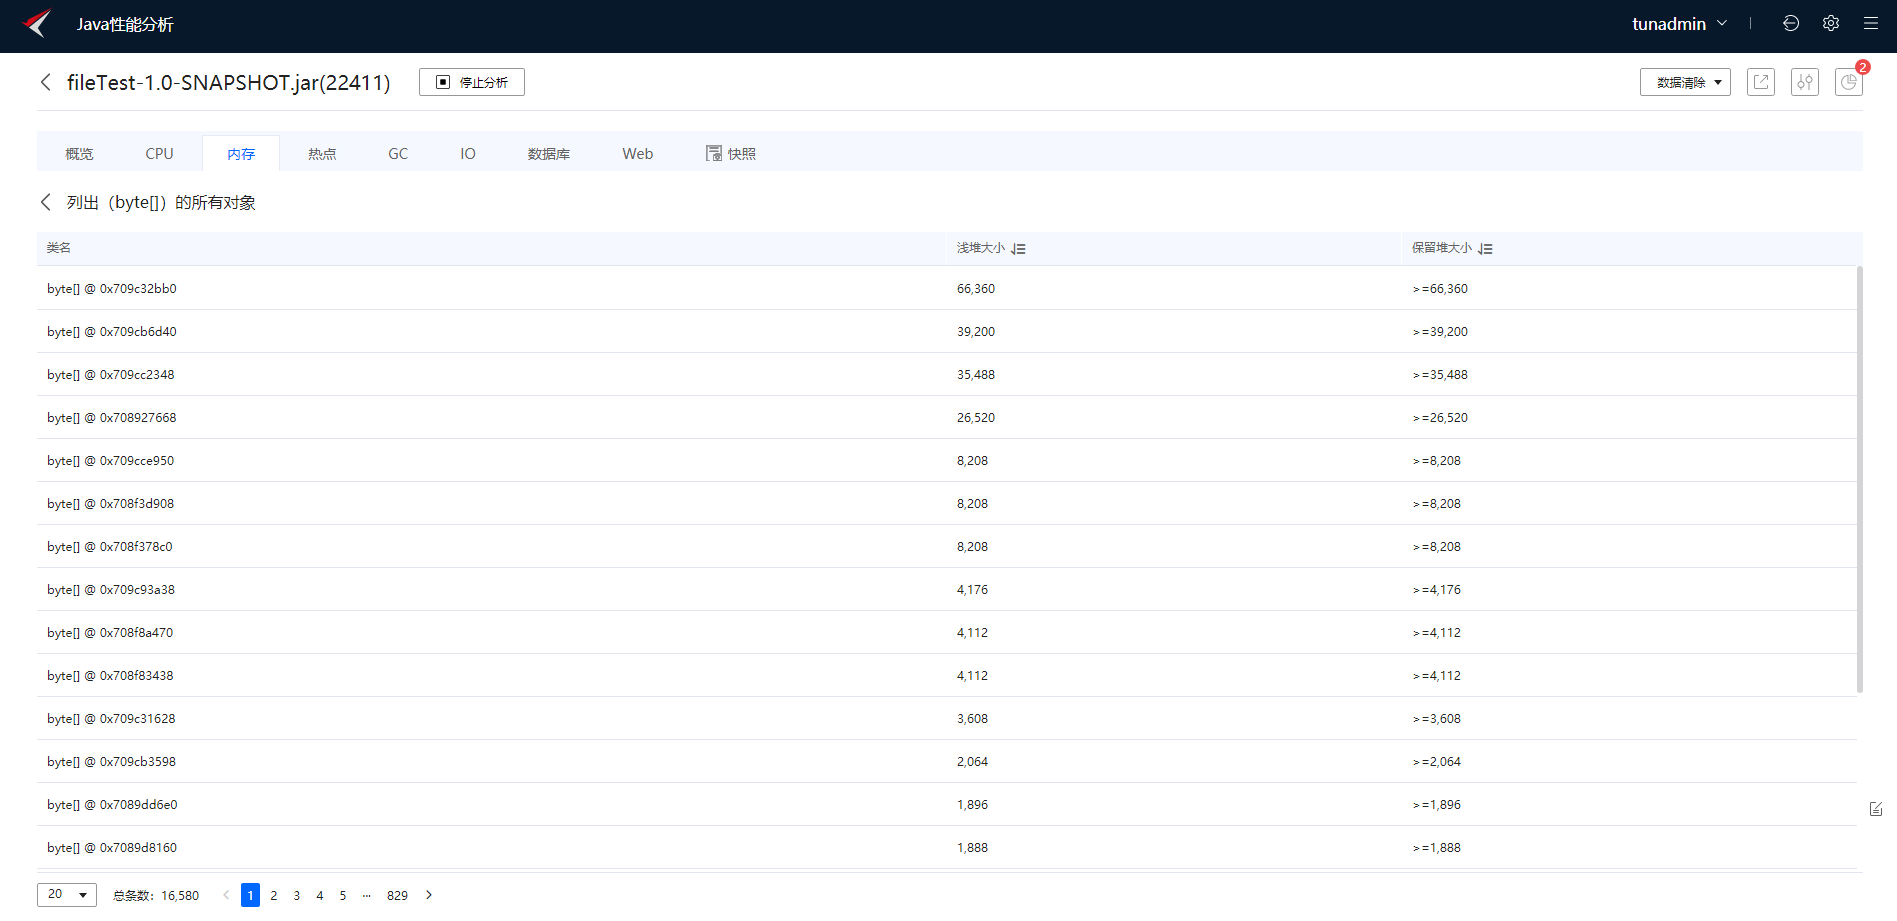 Java性能分析
tunadmin
fileTest-1.0-SNAPSHOT.jar(22411) 停止分析 数据清除 2
概览 CPU 内存 热点 GC IO 数据库 Web 快照
列出（byte[]）的所有对象
类名 浅堆大小 保留堆大小
byte[] @ 0x709c32bb0 66,360 >=66,360
byte[] @ 0x709cb6d40 39,200 >=39,200
byte[] @ 0x709cc2348 35,488 >=35,488
byte[] @ 0x708927668 26,520 >=26,520
byte[] @ 0x709cce950 8,208 >=8,208
byte[] @ 0x708f3d908 8,208 >=8,208
byte[] @ 0x708f378c0 8,208 >=8,208
byte[] @ 0x709c93a38 4,176 >=4,176
byte[] @ 0x708f8a470 4,112 >=4,112
byte[] @ 0x708f83438 4,112 >=4,112
byte[] @ 0x709c31628 3,608 >=3,608
byte[] @ 0x709cb3598 2,064 >=2,064
byte[] @ 0x7089dd6e0 1,896 >=1,896
byte[] @ 0x7089d8160 1,888 >=1,888
20 总条数：16,580 < 1 2 3 4 5 ··· 829 >